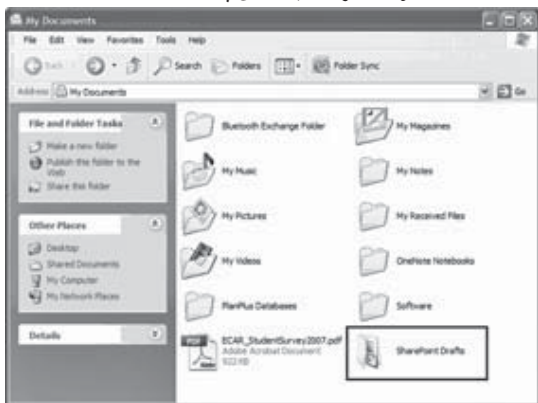 My Documents
File Edit View Favorites Tools Help
Search Folders Folder Sync
Address My Documents Go
File and Folder Tasks
Make a new folder
Publish this folder to the
Web
Share this folder
Other Places
Desktop
Shared Documents
My Computer
My Network Places
Details
Bluetooth Exchange Folder
My Magazines
My Music
My Notes
My Pictures
My Received Files
My Videos
OneNote Notebooks
PlanPlus Databases
Software
PDF
ECAR_StudentSurvey2007.pdf
Adobe Acrobat Document
922 KB
SharePoint Drafts